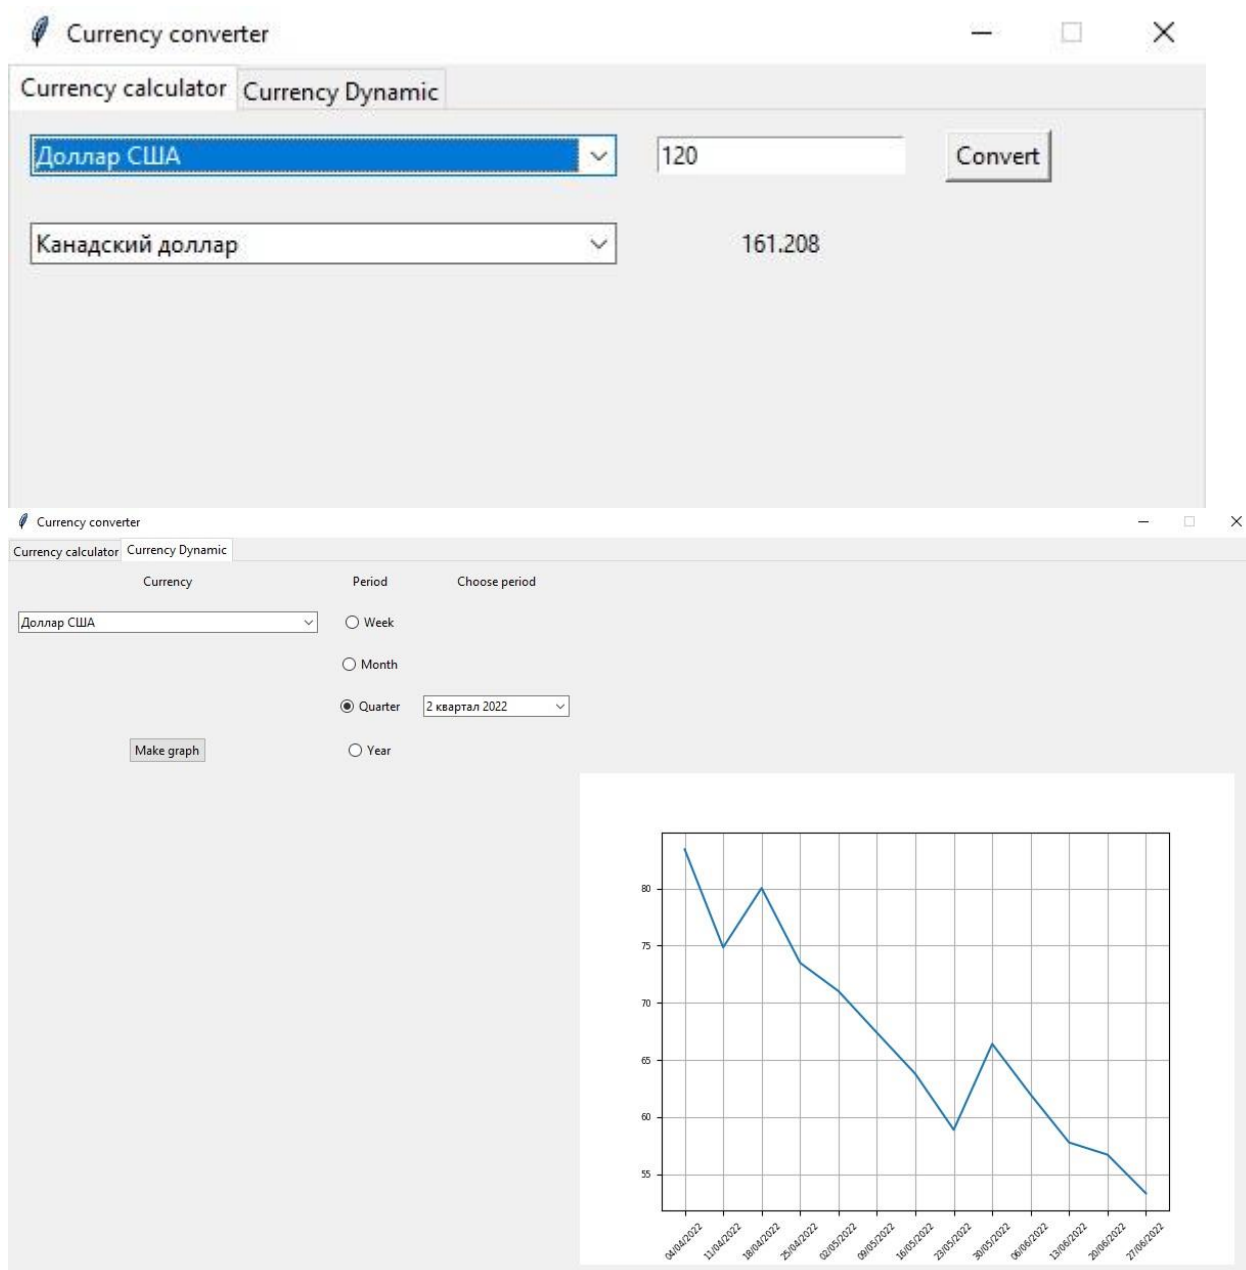 Currency converter
Currency calculator Currency Dynamic
Доллар США 120 Convert
Канадский доллар 161.208
Currency converter
Currency calculator Currency Dynamic
Currency Period Choose period
Доллар США Week
Month
Quarter 2 квартал 2022
Make graph Year
80
75
70
65
60
55
04/04/2022 11/04/2022 18/04/2022 25/04/2022 02/05/2022 09/05/2022 16/05/2022 23/05/2022 30/05/2022 06/06/2022 13/06/2022 20/06/2022 27/06/2022